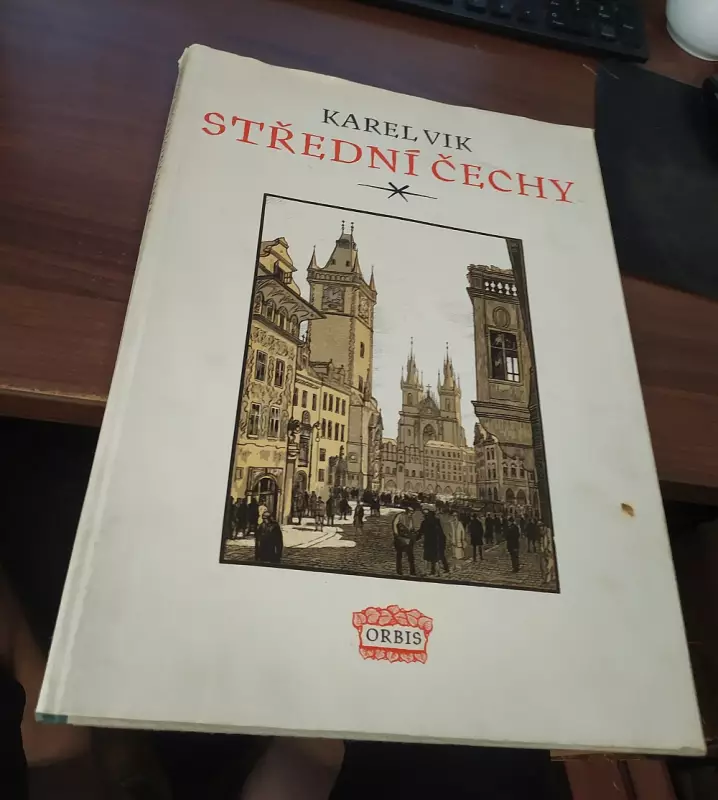 KAREL VIK
STŘEDNÍ ČECHY
ORBIS